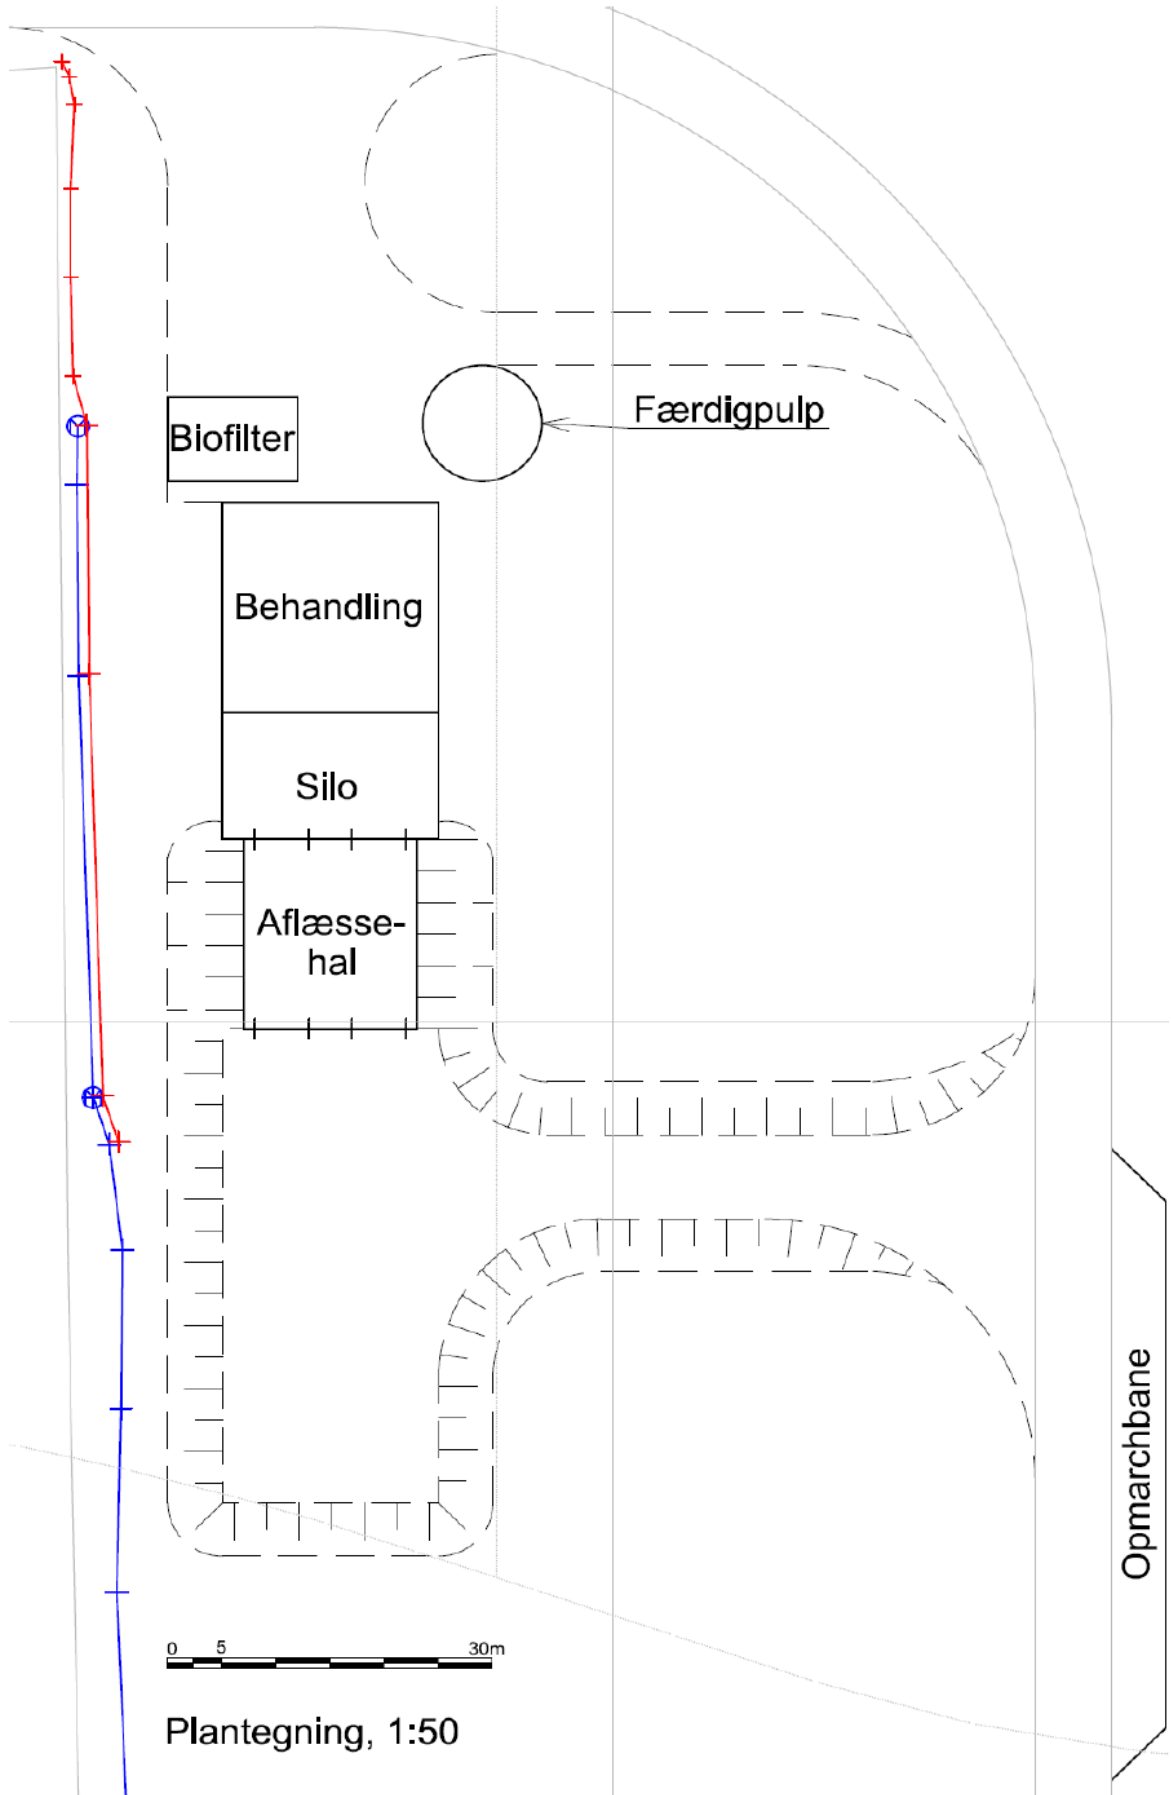 Færdigpulp
Biofilter
Behandling
Silo
Aflæsse-
hal
Opmarchbane
0 5 30m
Plantegning, 1:50